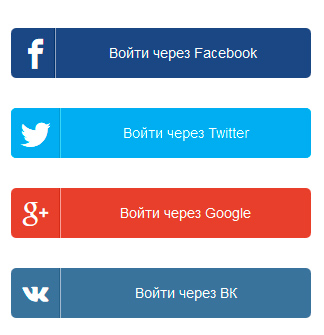 Войти через Facebook
Войти через Twitter
g+ Войти через Google
Войти через ВК